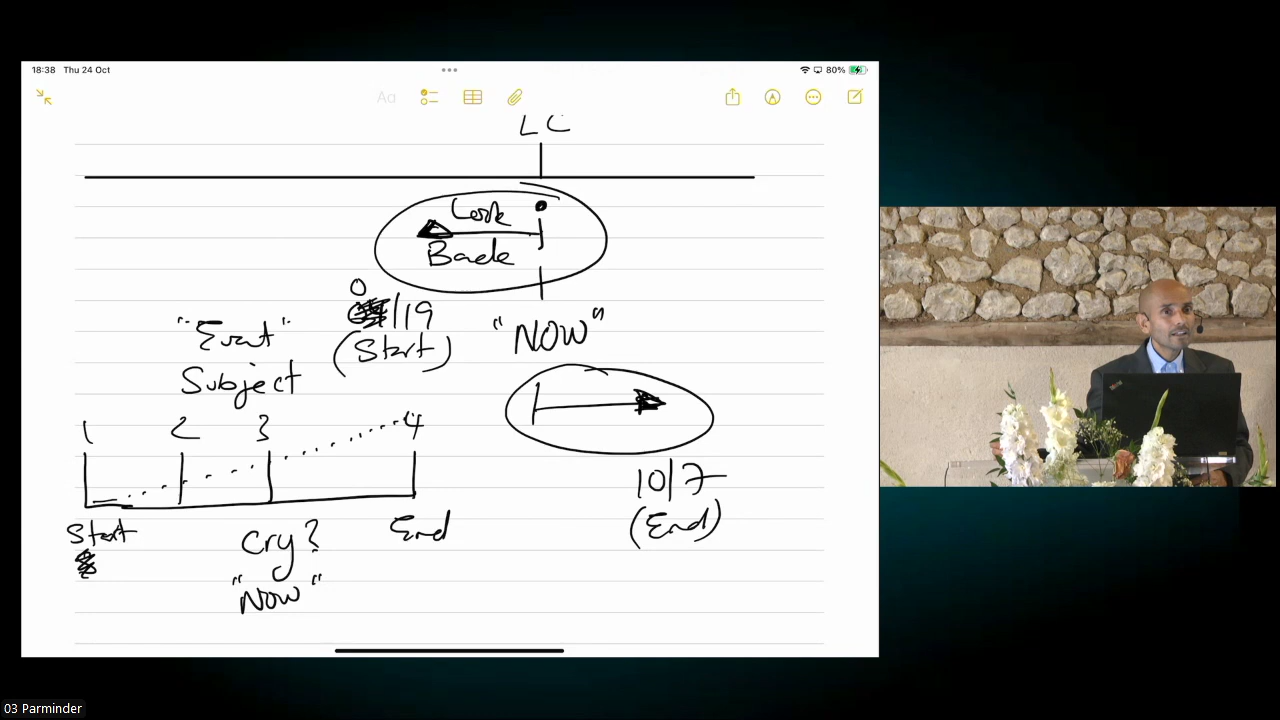 18:38 Thu 24 Oct
80%
Aa
LC
Look
Back
0
/19
(Start)
"NOW"
"Event"
Subject
1 2 3 4
Start
Cry?
End
"Now"
10/7
(End)
03 Parminder